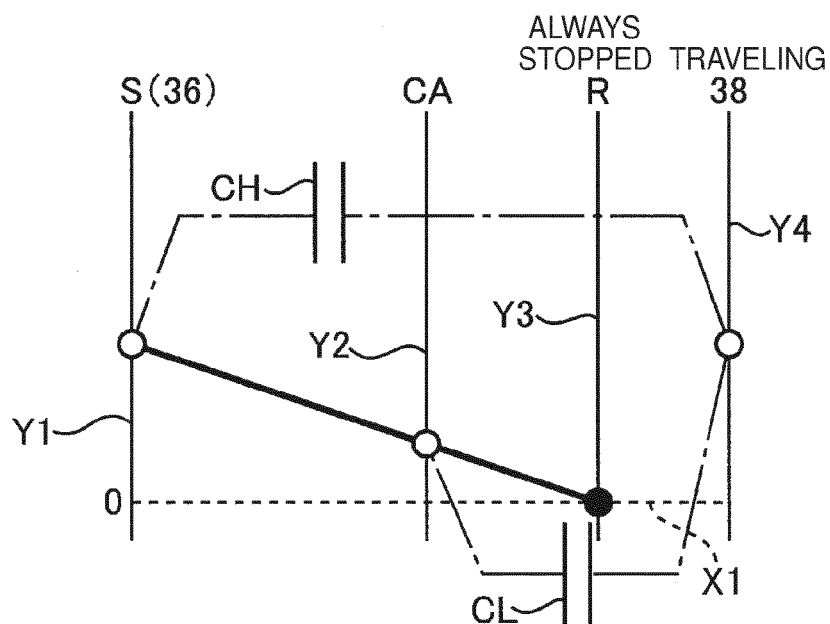 ALWAYS
STOPPED TRAVELING
S(36) CA R 38
CH
Y4
Y3
Y2
Y1
0
X1
CL